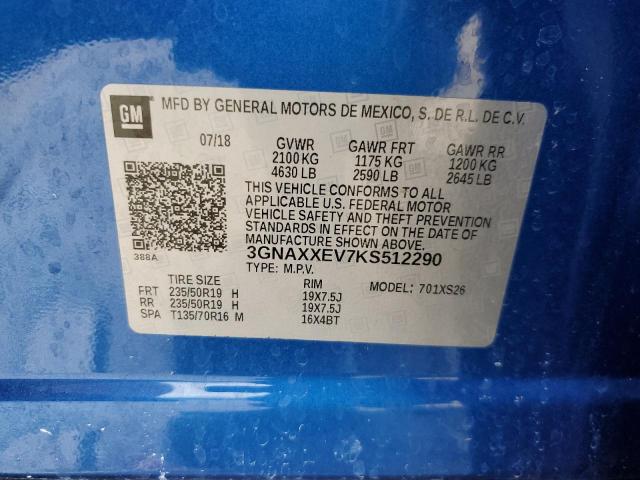 GM
MFD BY GENERAL MOTORS DE MEXICO, S. DE R.L. DE C.V.
07/18 GVWR GAWR FRT GAWR RR
2100 KG 1175 KG 1200 KG
4630 LB 2590 LB 2645 LB
THIS VEHICLE CONFORMS TO ALL
APPLICABLE U.S. FEDERAL MOTOR
VEHICLE SAFETY AND THEFT PREVENTION
STANDARDS IN EFFECT ON THE DATE OF
MANUFACTURE SHOWN ABOVE.
388A 3GNAXXEV7KS512290
TYPE: M.P.V.
TIRE SIZE RIM MODEL: 701XS26
FRT 235/50R19 H 19X7.5J
RR 235/50R19 H 19X7.5J
SPA T135/70R16 M 16X4BT